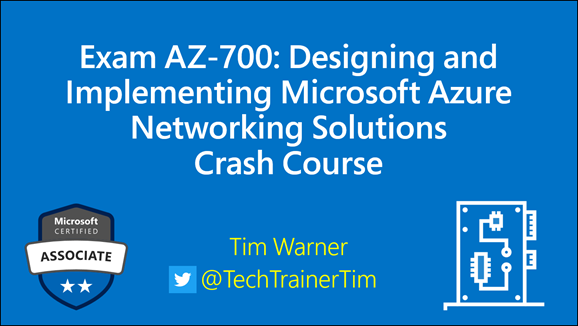 Exam AZ-700: Designing and
Implementing Microsoft Azure
Networking Solutions
Crash Course
Microsoft
CERTIFIED
ASSOCIATE
Tim Warner
@TechTrainerTim